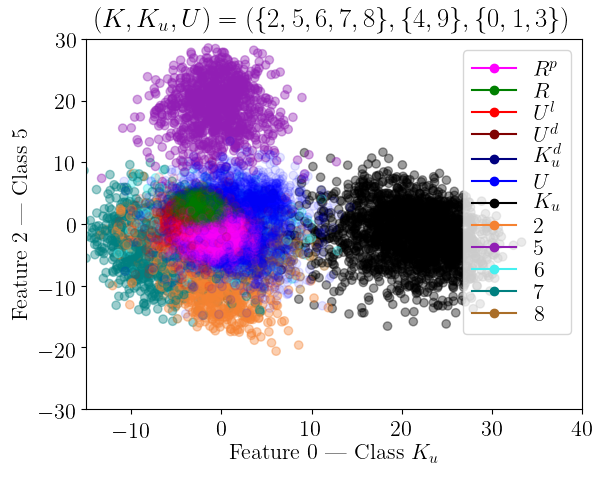 (K, K_u, U) = ({2, 5, 6, 7, 8}, {4, 9}, {0, 1, 3})
30
20
10
0
−10
−20
−30
Feature 2 — Class 5
−10 0 10 20 30 40
Feature 0 — Class K_u
R^p
R
U^l
U^d
K_u^d
U
K_u
2
5
6
7
8